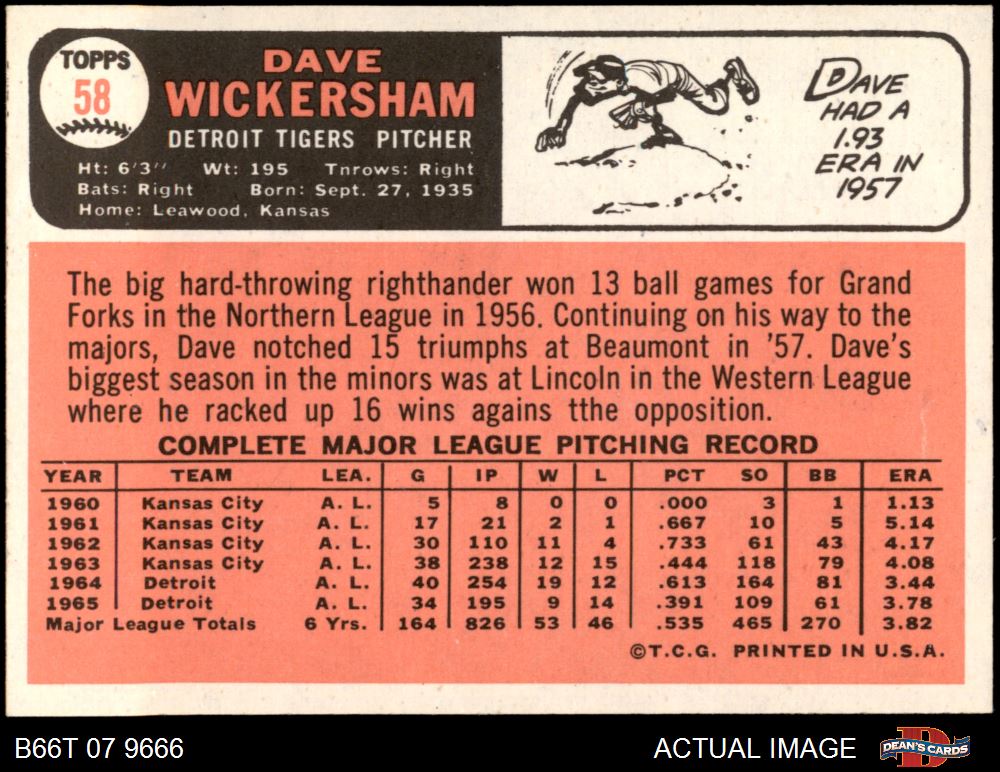 TOPPS
58
DAVE
WICKERSHAM
DETROIT TIGERS PITCHER
Ht: 6'3" Wt: 195 Tnrows: Right
Bats: Right Born: Sept. 27, 1935
Home: Leawood, Kansas
DAVE
HAD A
1.93
ERA IN
1957
The big hard-throwing righthander won 13 ball games for Grand
Forks in the Northern League in 1956. Continuing on his way to the
majors, Dave notched 15 triumphs at Beaumont in '57. Dave's
biggest season in the minors was at Lincoln in the Western League
where he racked up 16 wins agains tthe opposition.
COMPLETE MAJOR LEAGUE PITCHING RECORD
YEAR TEAM LEA. G IP W L PCT SO BB ERA
1960 Kansas City A. L. 5 8 0 0 .000 3 1 1.13
1961 Kansas City A. L. 17 21 2 1 .667 10 5 5.14
1962 Kansas City A. L. 30 110 11 4 .733 61 43 4.17
1963 Kansas City A. L. 38 238 12 15 .444 118 79 4.08
1964 Detroit A. L. 40 254 19 12 .613 164 81 3.44
1965 Detroit A. L. 34 195 9 14 .391 109 61 3.78
Major League Totals 6 Yrs. 164 826 53 46 .535 465 270 3.82
©T.C.G. PRINTED IN U.S.A.
B66T 07 9666 ACTUAL IMAGE DEAN'S CARDS